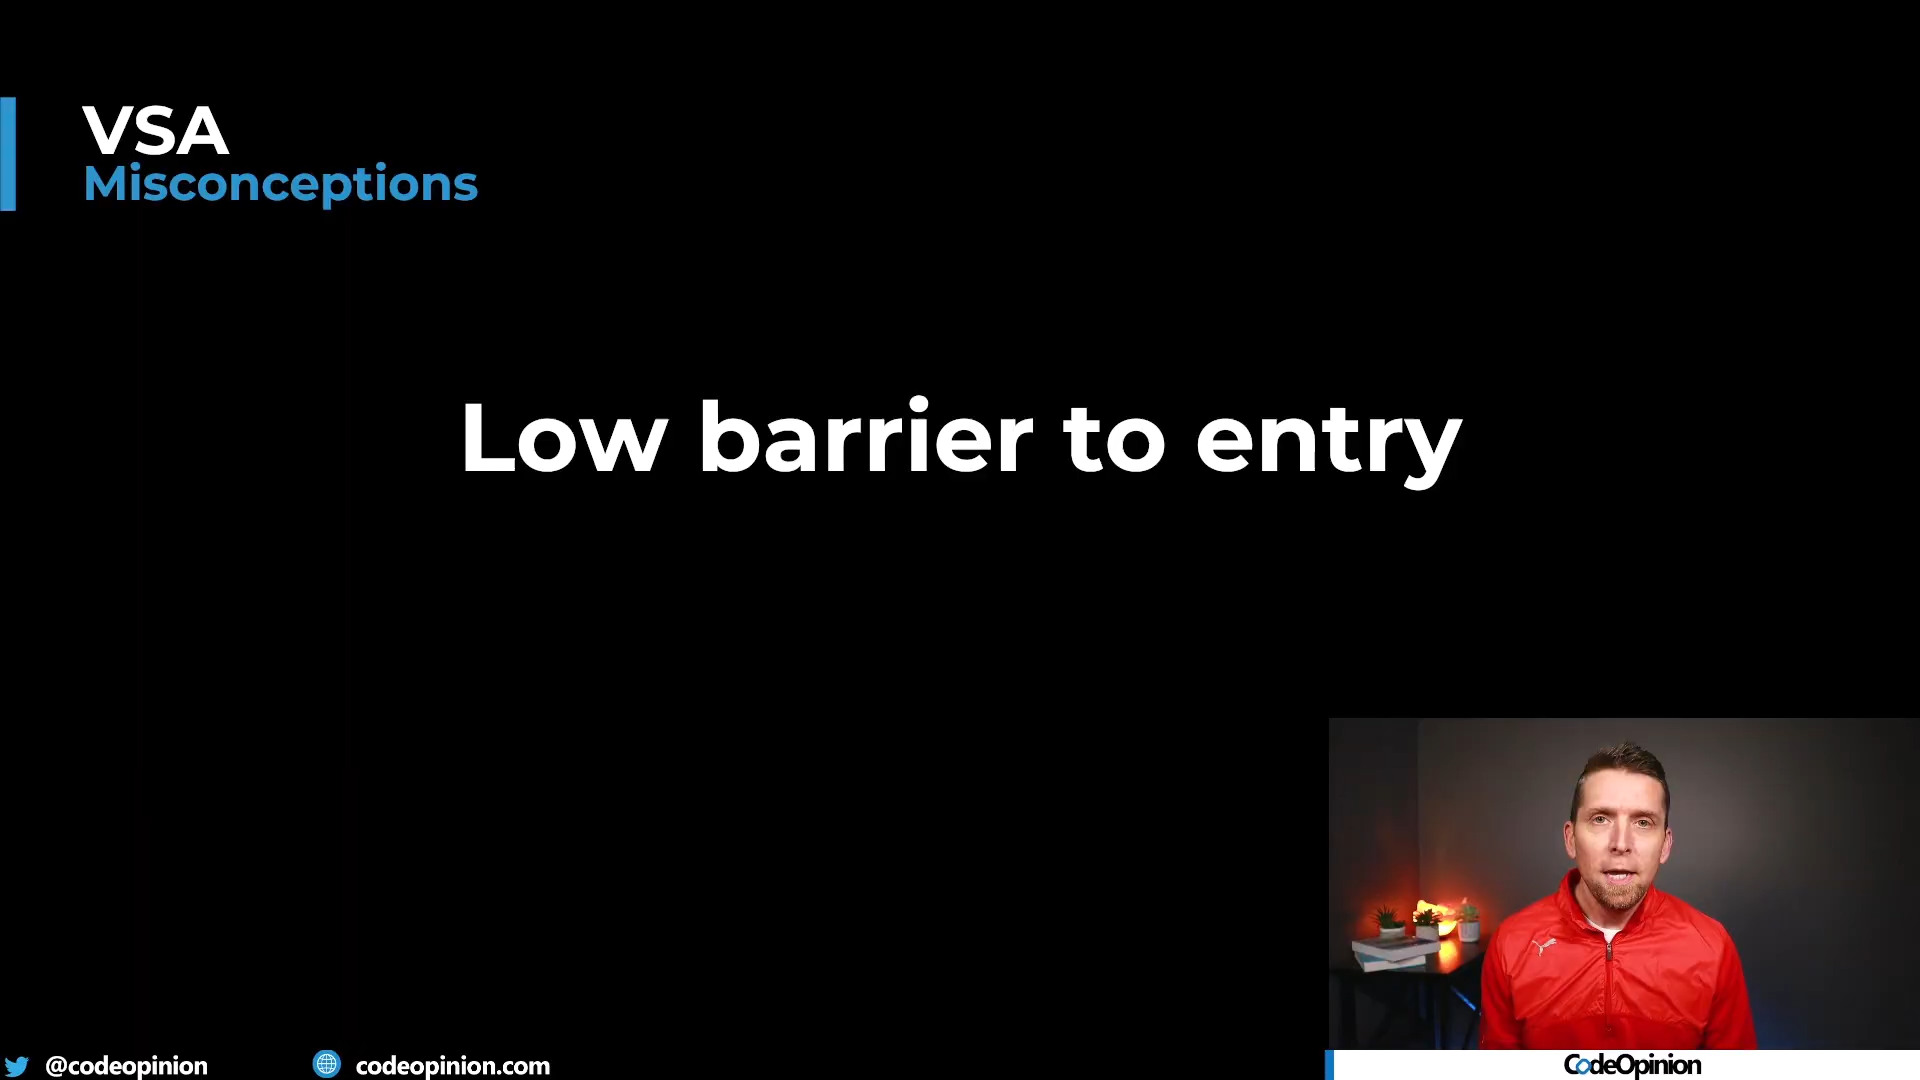 VSA
Misconceptions
Low barrier to entry
@codeopinion
codeopinion.com
CodeOpinion